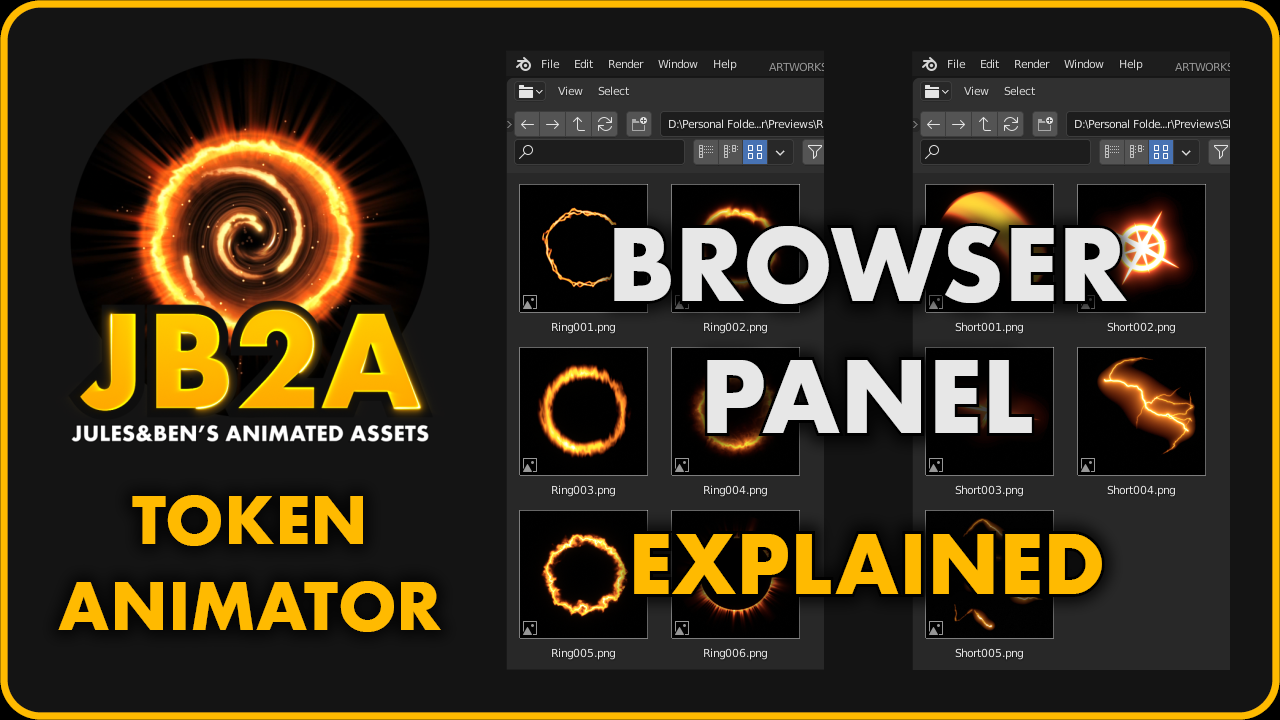 JB2A
JULES&BEN'S ANIMATED ASSETS
TOKEN
ANIMATOR
File Edit Render Window Help ARTWORKS
View Select
D:\Personal Folde...r\Previews\R
Ring001.png Ring002.png
Ring003.png Ring004.png
Ring005.png Ring006.png
File Edit Render Window Help ARTWORKS
View Select
D:\Personal Folde...r\Previews\Sh
Short001.png Short002.png
Short003.png Short004.png
Short005.png
BROWSER
PANEL
EXPLAINED